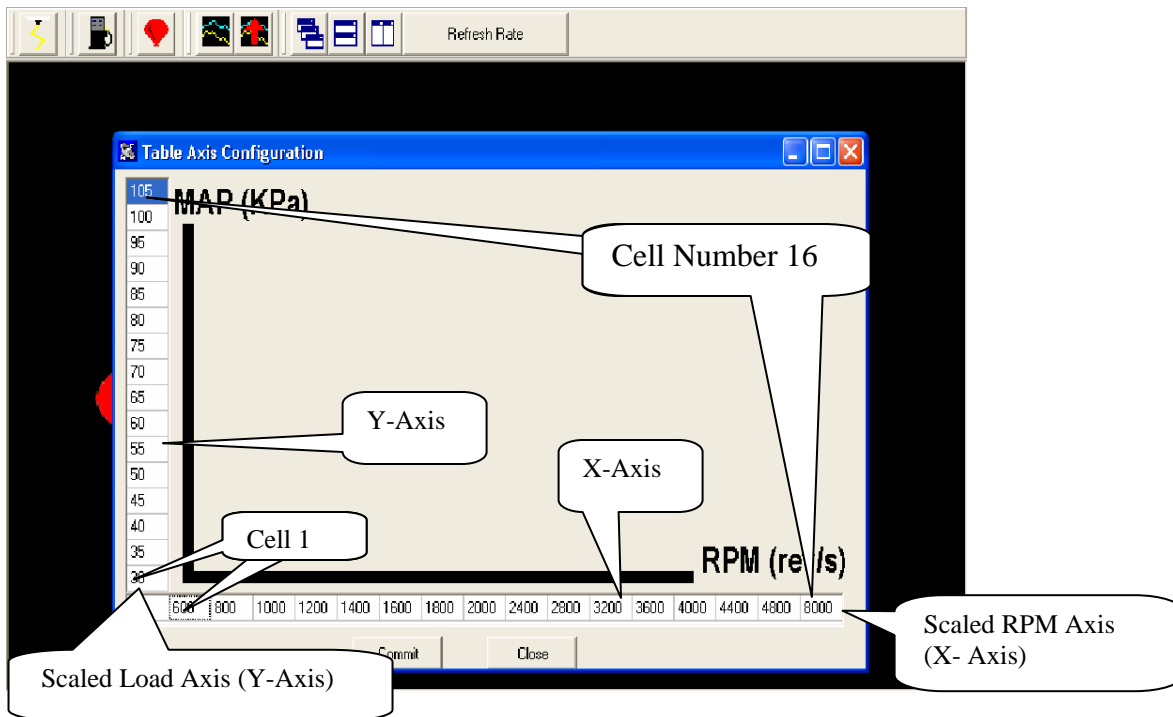 Refresh Rate
Table Axis Configuration
105
MAP (KPa)
100
95
90
Cell Number 16
85
80
75
70
65
60
Y-Axis
55
X-Axis
50
45
40
Cell 1
35
RPM (rev/s)
30
600 800 1000 1200 1400 1600 1800 2000 2400 2800 3200 3600 4000 4400 4800 8000
Scaled RPM Axis
(X- Axis)
Commit Close
Scaled Load Axis (Y-Axis)